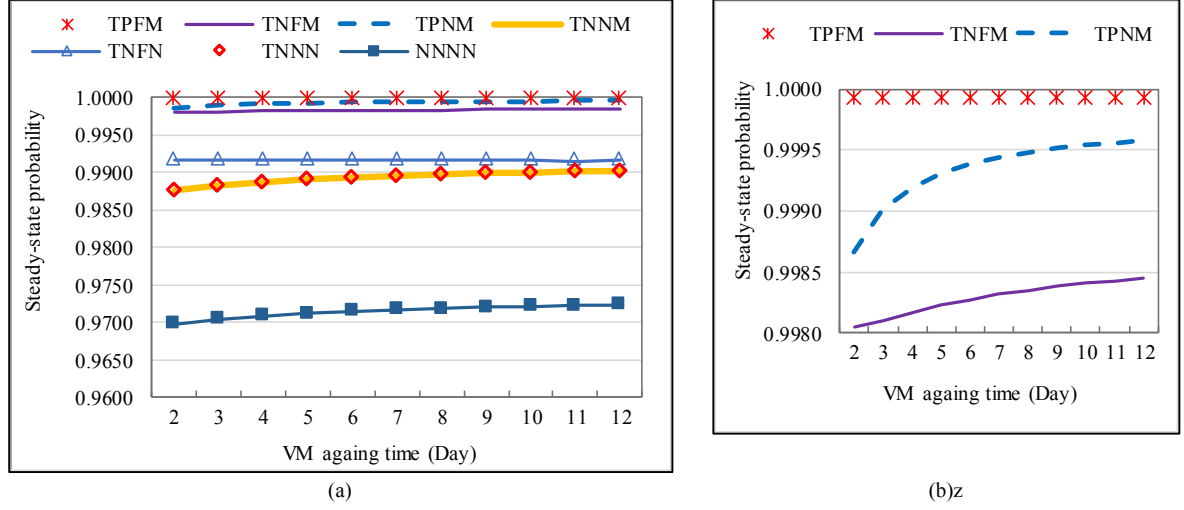 TPFM TNFM TPNM TNNM
TNFN TNNN NNNN
Steady-state probability
1.0000
0.9950
0.9900
0.9850
0.9800
0.9750
0.9700
0.9650
0.9600
2 3 4 5 6 7 8 9 10 11 12
VM againg time (Day)
(a)
TPFM TNFM TPNM
Steady-state probability
1.0000
0.9995
0.9990
0.9985
0.9980
2 3 4 5 6 7 8 9 10 11 12
VM againg time (Day)
(b)z